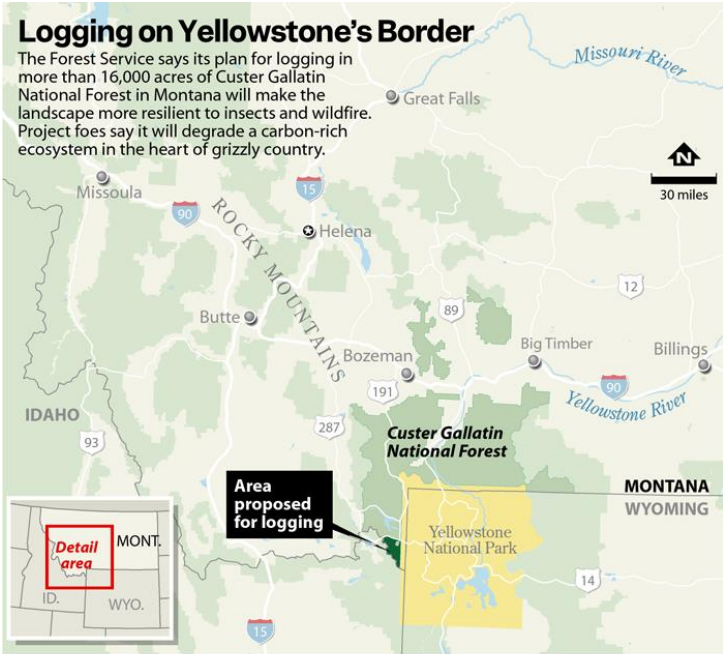 Logging on Yellowstone's Border
The Forest Service says its plan for logging in
more than 16,000 acres of Custer Gallatin
National Forest in Montana will make the
landscape more resilient to insects and wildfire.
Project foes say it will degrade a carbon-rich
ecosystem in the heart of grizzly country.
Missouri River
Great Falls
N
30 miles
Missoula
15
90
ROCKY MOUNTAINS
Helena
12
89
Butte
Bozeman
Big Timber
Billings
191
90
Yellowstone River
IDAHO
93
287
Custer Gallatin
National Forest
Area
proposed
for logging
MONTANA
WYOMING
Yellowstone
National Park
14
15
Detail
area
MONT.
ID.
WYO.